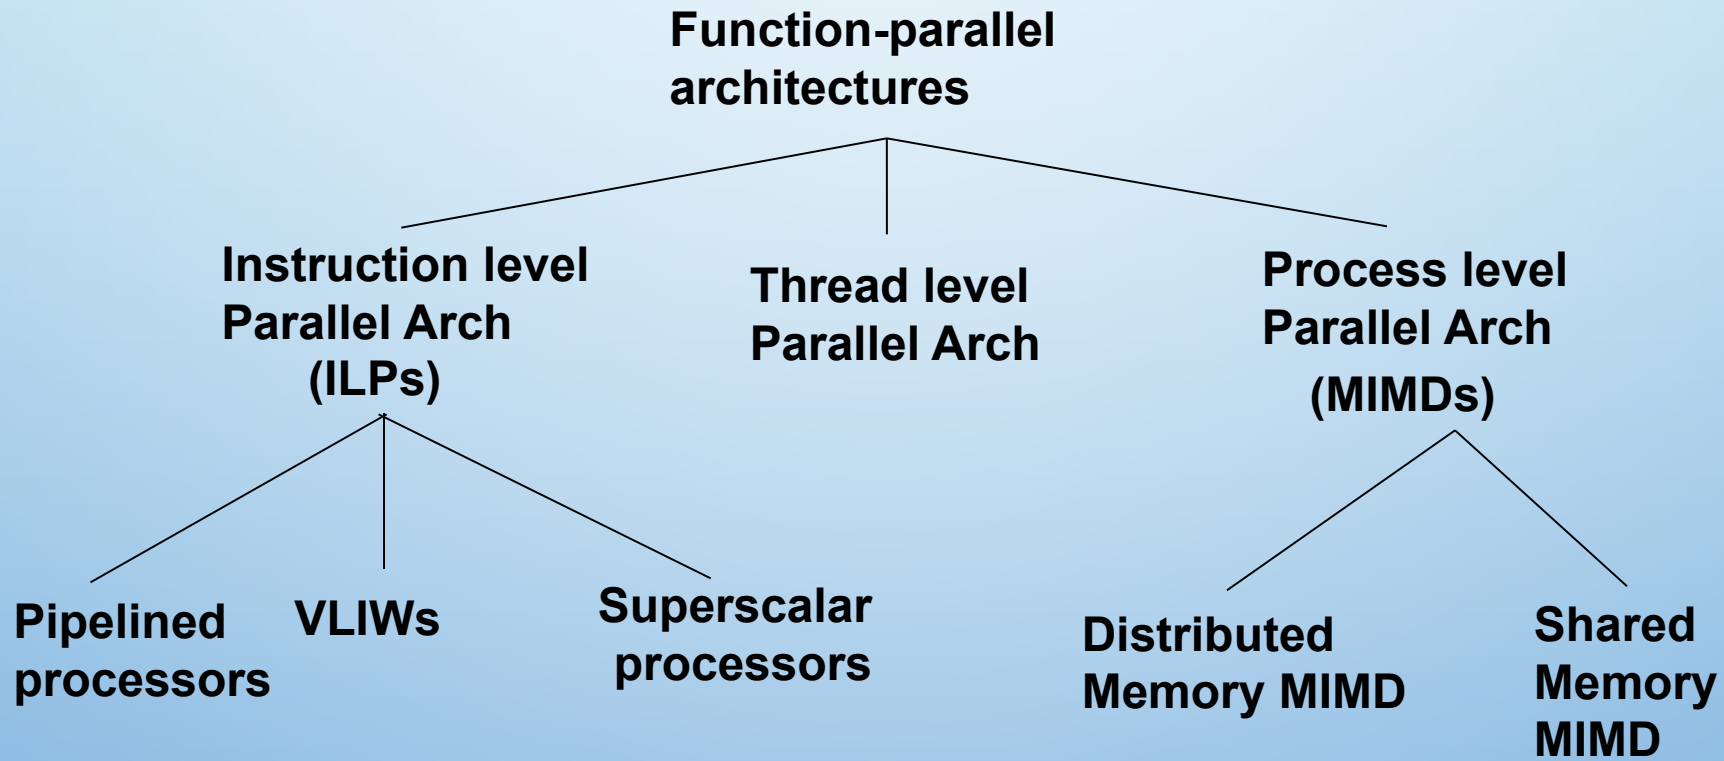 Function-parallel
architectures
Instruction level
Parallel Arch
(ILPs)
Thread level
Parallel Arch
Process level
Parallel Arch
(MIMDs)
Pipelined
processors
VLIWs
Superscalar
processors
Distributed
Memory MIMD
Shared
Memory
MIMD